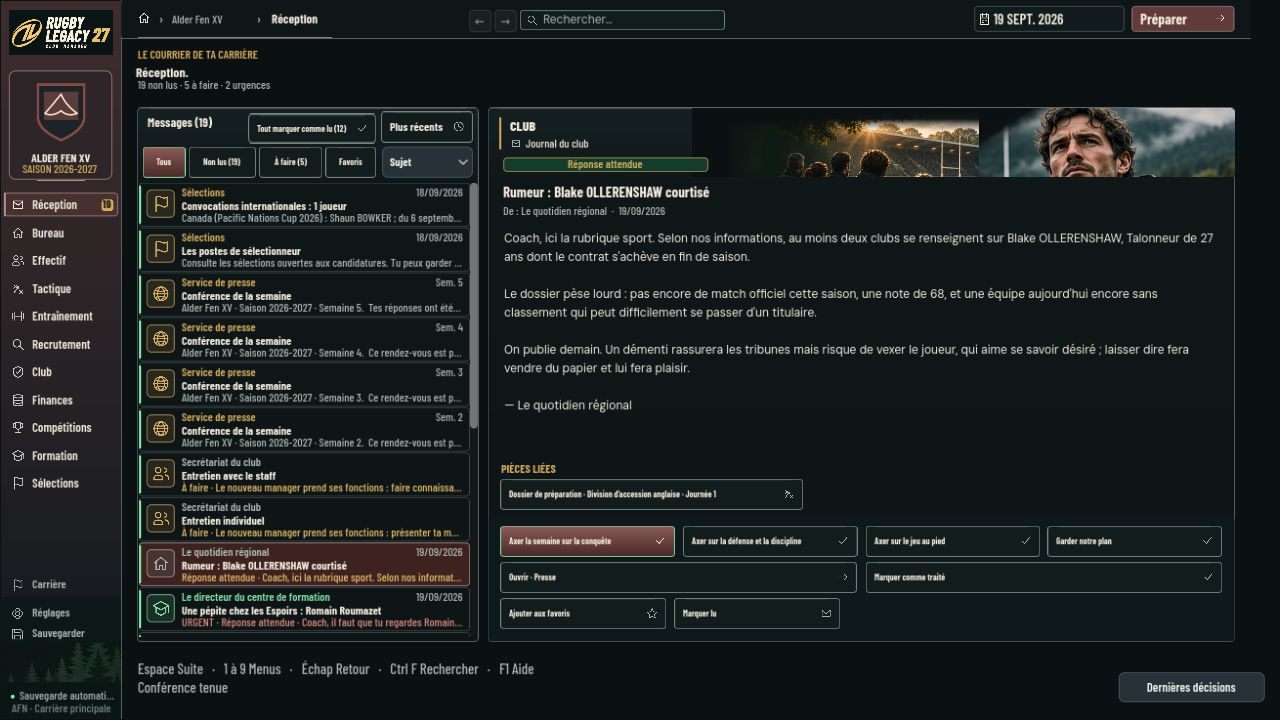 RUGBY
LEGACY 27
CLUB MANAGER
ALDER FEN XV
SAISON 2026-2027
Réception 19
Bureau
Effectif
Tactique
Entraînement
Recrutement
Club
Finances
Compétitions
Formation
Sélections
Carrière
Réglages
Sauvegarder
Sauvegarde automati...
AFN · Carrière principale
› Alder Fen XV › Réception
← → Rechercher...
19 SEPT. 2026
Préparer →
LE COURRIER DE TA CARRIÈRE
Réception.
19 non lus · 5 à faire · 2 urgences
Messages (19)
Tout marquer comme lu (12)
Plus récents
Tous
Non lus (19)
À faire (5)
Favoris
Sujet
Sélections 18/09/2026
Convocations internationales : 1 joueur
Canada (Pacific Nations Cup 2026) : Shaun BOWKER ; du 6 septemb...
Sélections 18/09/2026
Les postes de sélectionneur
Consulte les sélections ouvertes aux candidatures. Tu peux garder ...
Service de presse Sem. 5
Conférence de la semaine
Alder Fen XV · Saison 2026-2027 · Semaine 5. Tes réponses ont été...
Service de presse Sem. 4
Conférence de la semaine
Alder Fen XV · Saison 2026-2027 · Semaine 4. Ce rendez-vous est p...
Service de presse Sem. 3
Conférence de la semaine
Alder Fen XV · Saison 2026-2027 · Semaine 3. Ce rendez-vous est p...
Service de presse Sem. 2
Conférence de la semaine
Alder Fen XV · Saison 2026-2027 · Semaine 2. Ce rendez-vous est p...
Secrétariat du club
Entretien avec le staff
À faire · Le nouveau manager prend ses fonctions : faire connaissa...
Secrétariat du club
Entretien individuel
À faire · Le nouveau manager prend ses fonctions : présenter ta m...
Le quotidien régional 19/09/2026
Rumeur : Blake OLLERENSHAW courtisé
Réponse attendue · Coach, ici la rubrique sport. Selon nos informat...
Le directeur du centre de formation 19/09/2026
Une pépite chez les Espoirs : Romain Roumazet
URGENT · Réponse attendue · Coach, il faut que tu regardes Romain...
CLUB
Journal du club
Réponse attendue
Rumeur : Blake OLLERENSHAW courtisé
De : Le quotidien régional · 19/09/2026
Coach, ici la rubrique sport. Selon nos informations, au moins deux clubs se renseignent sur Blake OLLERENSHAW, Talonneur de 27
ans dont le contrat s'achève en fin de saison.
Le dossier pèse lourd : pas encore de match officiel cette saison, une note de 68, et une équipe aujourd'hui encore sans
classement qui peut difficilement se passer d'un titulaire.
On publie demain. Un démenti rassurera les tribunes mais risque de vexer le joueur, qui aime se savoir désiré ; laisser dire fera
vendre du papier et lui fera plaisir.
— Le quotidien régional
PIÈCES LIÉES
Dossier de préparation · Division d'accession anglaise · Journée 1
Axer la semaine sur la conquête
Axer sur la défense et la discipline
Axer sur le jeu au pied
Garder notre plan
Ouvrir · Presse
Marquer comme traité
Ajouter aux favoris
Marquer lu
Espace Suite · 1 à 9 Menus · Échap Retour · Ctrl F Rechercher · F1 Aide
Conférence tenue
Dernières décisions